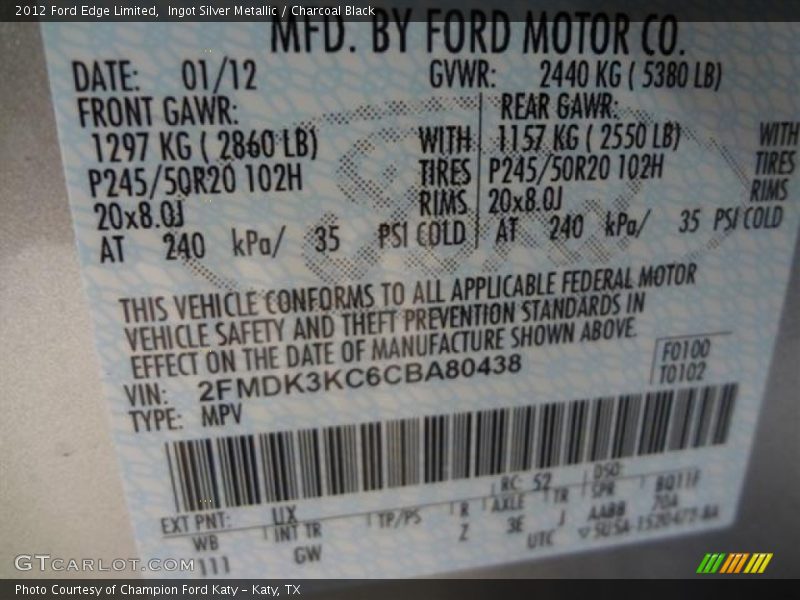 2012 Ford Edge Limited, Ingot Silver Metallic / Charcoal Black
MFD. BY FORD MOTOR CO.
DATE: 01/12 GVWR: 2440 KG ( 5380 LB)
FRONT GAWR: REAR GAWR:
1297 KG ( 2860 LB) WITH 1157 KG ( 2550 LB) WITH
P245/50R20 102H TIRES P245/50R20 102H TIRES
20x8.0J RIMS 20x8.0J RIMS
AT 240 kPa/ 35 PSI COLD AT 240 kPa/ 35 PSI COLD
THIS VEHICLE CONFORMS TO ALL APPLICABLE FEDERAL MOTOR
VEHICLE SAFETY AND THEFT PREVENTION STANDARDS IN
EFFECT ON THE DATE OF MANUFACTURE SHOWN ABOVE.
F0100
VIN: 2FMDK3KC6CBA80438 T0102
TYPE: MPV
RC: 52 DSO:
EXT PNT: UX
WB INT TR TP/PS R AXLE TR SPR
111 GW Z 3E J AABB
UTC
GTCARLOT.COM
Photo Courtesy of Champion Ford Katy – Katy, TX